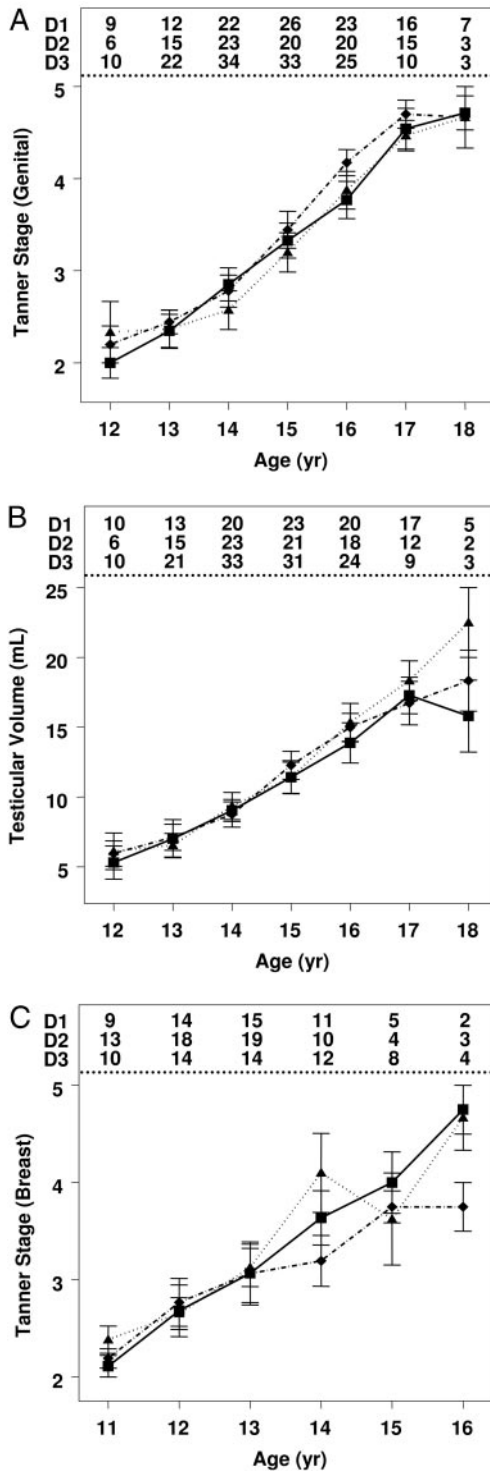 A
D1 9 12 22 26 23 16 7
D2 6 15 23 20 20 15 3
D3 10 22 34 33 25 10 3
5
4
3
2
Tanner Stage (Genital)
12 13 14 15 16 17 18
Age (yr)
B
D1 10 13 20 23 20 17 5
D2 6 15 23 21 18 12 2
D3 10 21 33 31 24 9 3
25
20
15
10
5
Testicular Volume (mL)
12 13 14 15 16 17 18
Age (yr)
C
D1 9 14 15 11 5 2
D2 13 18 19 10 4 3
D3 10 14 14 12 8 4
5
4
3
2
Tanner Stage (Breast)
11 12 13 14 15 16
Age (yr)